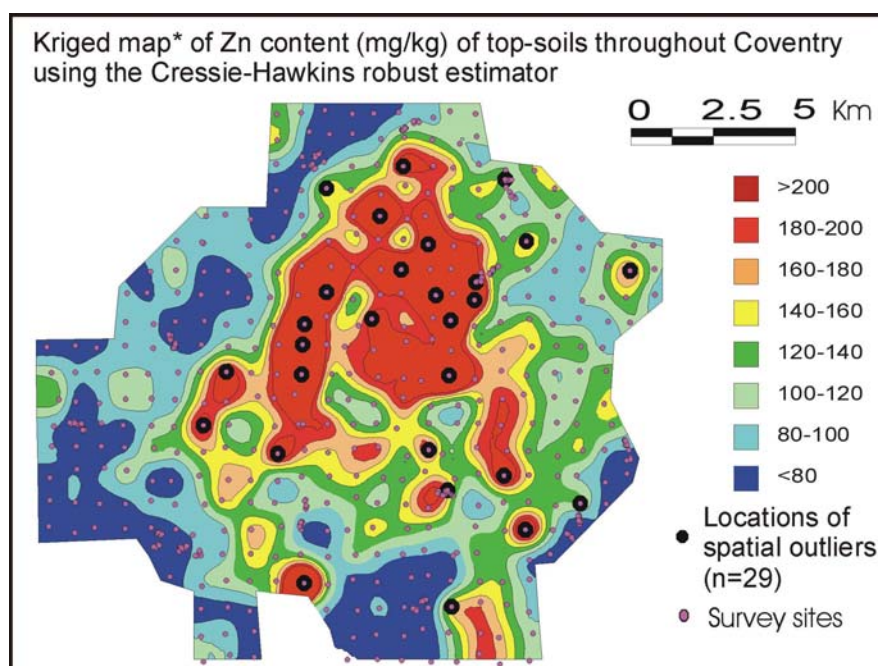 Kriged map* of Zn content (mg/kg) of top-soils throughout Coventry
using the Cressie-Hawkins robust estimator
0 2.5 5 Km
>200
180-200
160-180
140-160
120-140
100-120
80-100
<80
Locations of
spatial outliers
(n=29)
Survey sites